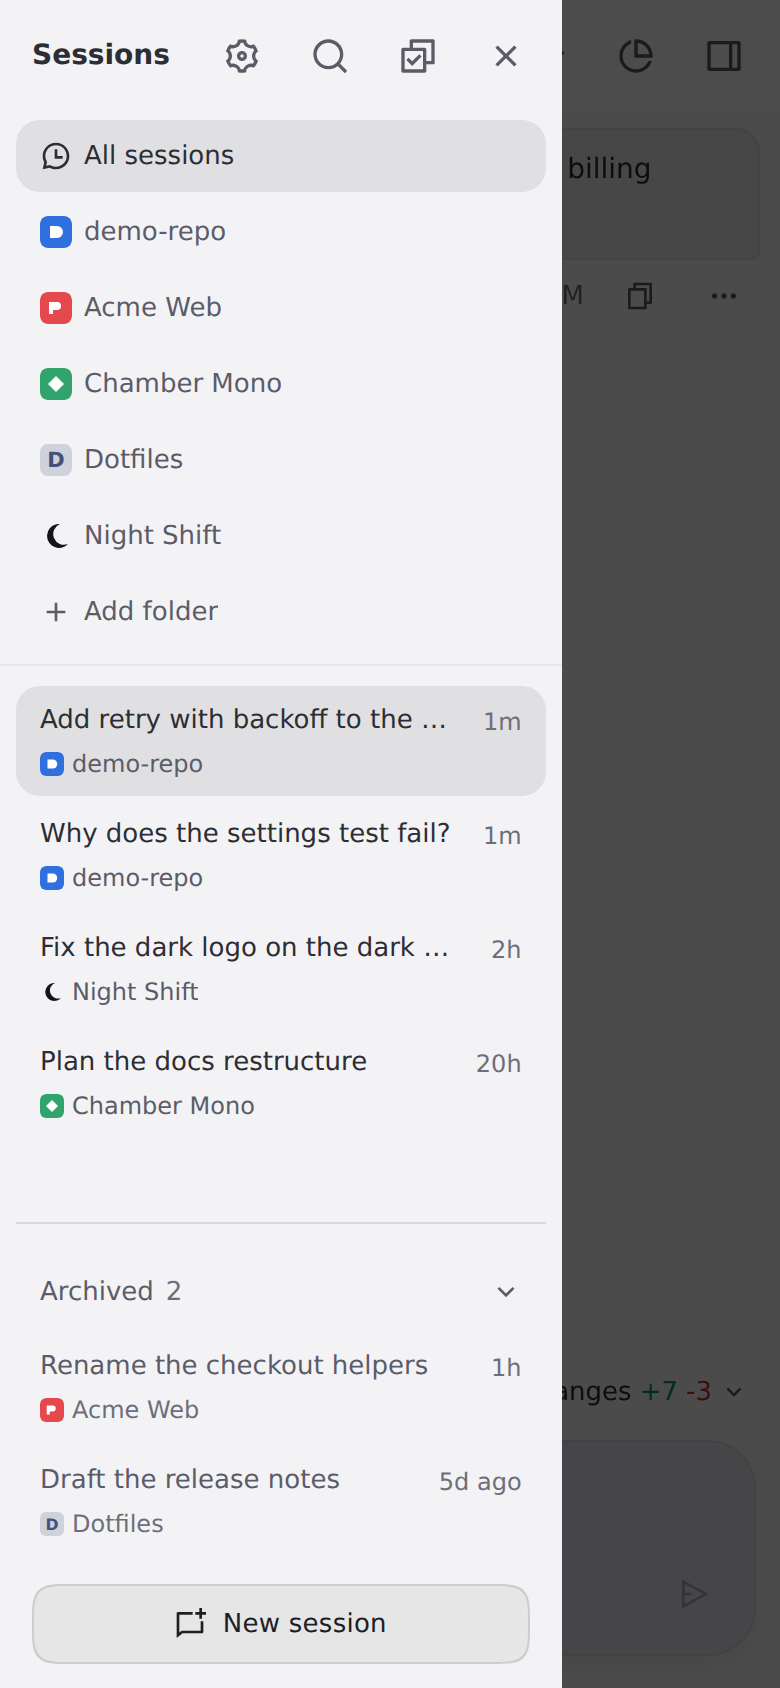 Sessions
All sessions
demo-repo
Acme Web
Chamber Mono
D Dotfiles
Night Shift
Add folder
Add retry with backoff to the … 1m
demo-repo
Why does the settings test fail? 1m
demo-repo
Fix the dark logo on the dark … 2h
Night Shift
Plan the docs restructure 20h
Chamber Mono
Archived 2
Rename the checkout helpers 1h
Acme Web
Draft the release notes 5d ago
D Dotfiles
New session
billing
M
anges +7 -3